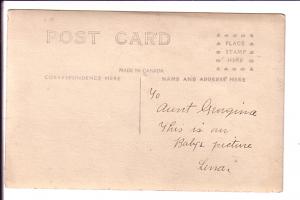 POST CARD
PLACE
STAMP
HERE
MADE IN CANADA
CORRESPONDENCE HERE
NAME AND ADDRESS HERE
To
Aunt Georgina
This is our
Baby's picture
Lena